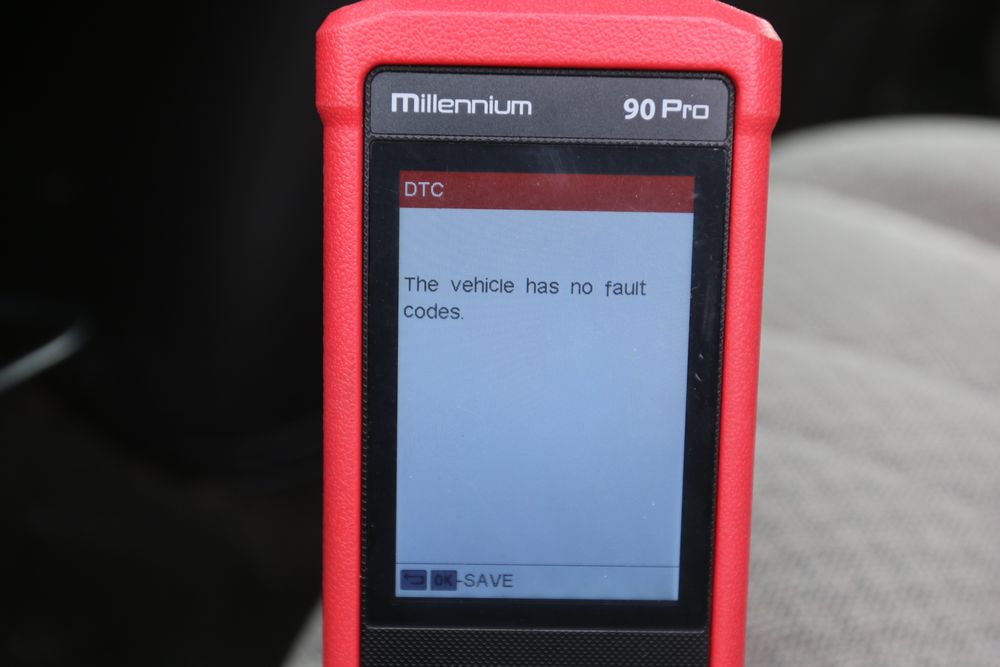 Millennium 90 Pro
DTC
The vehicle has no fault
codes.
OK-SAVE